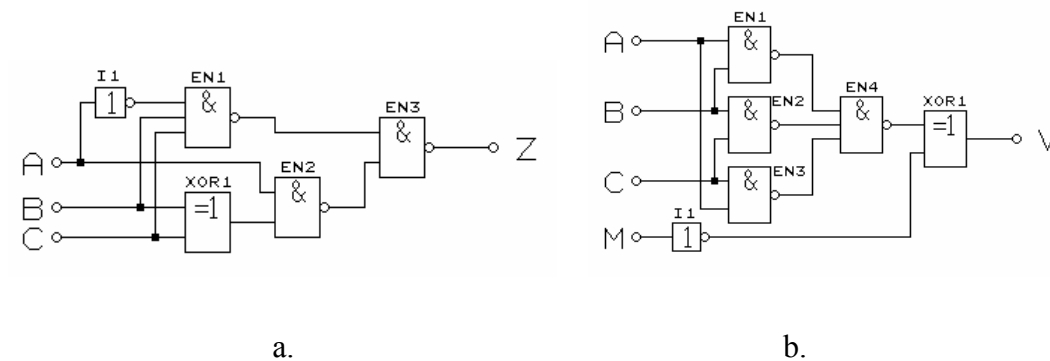 I1
EN1
1
&
EN3
&
Z
A
EN2
&
XOR1
B
=1
C
a.
EN1
A
&
B
EN2
&
EN4
&
XOR1
=1
V
C
EN3
&
I1
M
1
b.